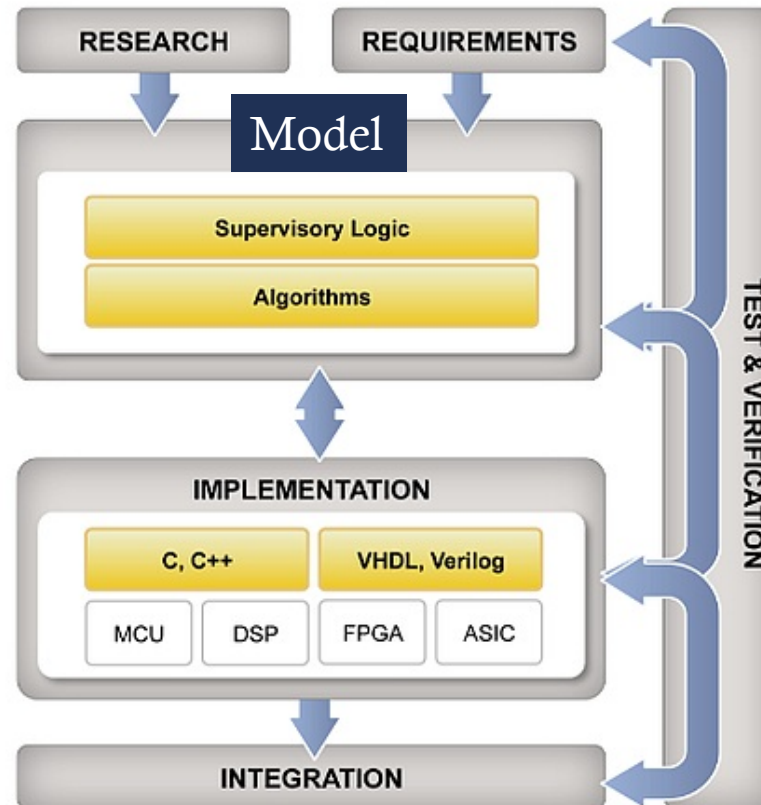 RESEARCH
REQUIREMENTS
Model
Supervisory Logic
Algorithms
IMPLEMENTATION
C, C++
VHDL, Verilog
MCU
DSP
FPGA
ASIC
INTEGRATION
TEST & VERIFICATION